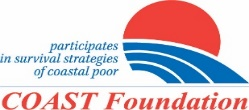 participates
in survival strategies
of coastal poor
COAST Foundation